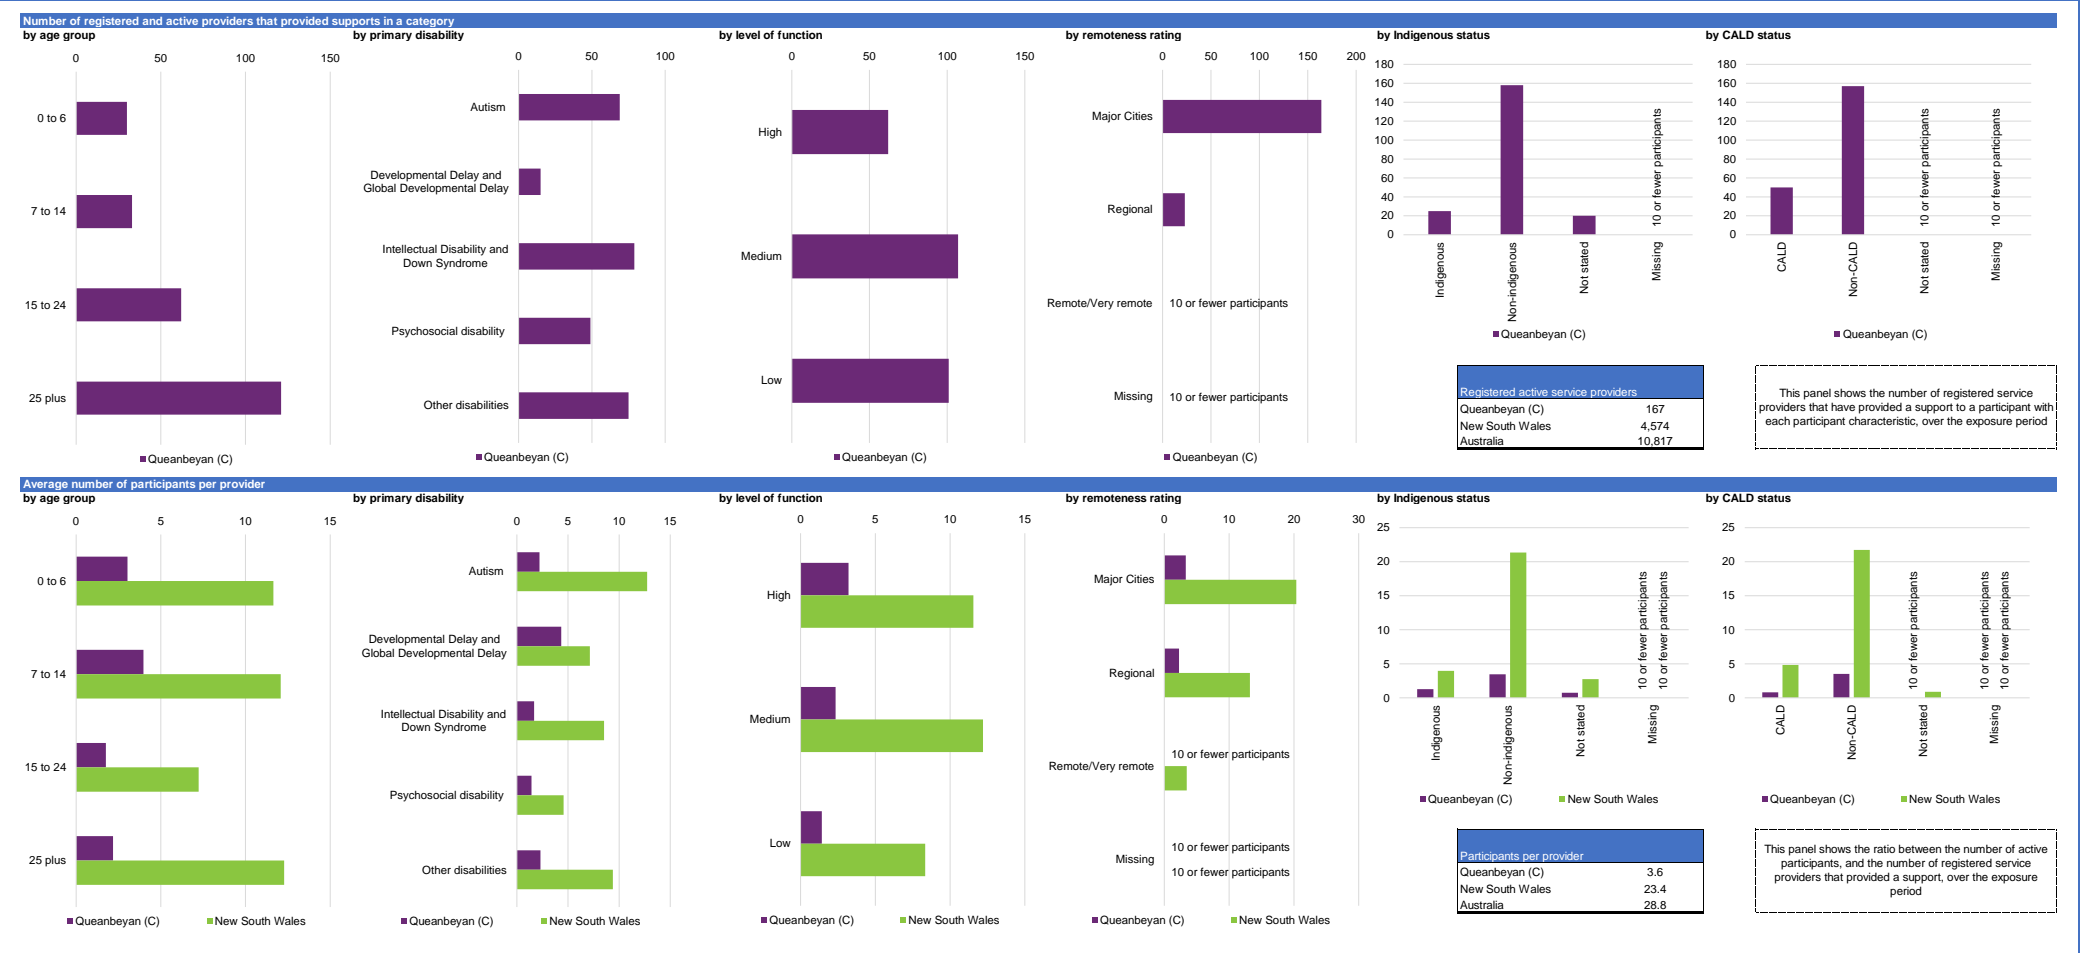 Number of registered and active providers that provided supports in a category
by age group
0
50
100
150
0 to 6
7 to 14
15 to 24
25 plus
Queanbeyan (C)
by primary disability
0
50
100
Autism
Developmental Delay and
Global Developmental Delay
Intellectual Disability and
Down Syndrome
Psychosocial disability
Other disabilities
Queanbeyan (C)
by level of function
0
50
100
150
High
Medium
Low
Queanbeyan (C)
by remoteness rating
0
50
100
150
200
Major Cities
Regional
Remote/Very remote
10 or fewer participants
Missing
10 or fewer participants
Queanbeyan (C)
by Indigenous status
180
160
140
120
100
80
60
40
20
0
10 or fewer participants
Indigenous
Non-indigenous
Not stated
Missing
Queanbeyan (C)
by CALD status
180
160
140
120
100
80
60
40
20
0
10 or fewer participants
10 or fewer participants
CALD
Non-CALD
Not stated
Missing
Queanbeyan (C)
Registered active service providers
Queanbeyan (C) 167
New South Wales 4,574
Australia 10,817
This panel shows the number of registered service
providers that have provided a support to a participant with
each participant characteristic, over the exposure period
Average number of participants per provider
by age group
0
5
10
15
0 to 6
7 to 14
15 to 24
25 plus
Queanbeyan (C)
New South Wales
by primary disability
0
5
10
15
Autism
Developmental Delay and
Global Developmental Delay
Intellectual Disability and
Down Syndrome
Psychosocial disability
Other disabilities
Queanbeyan (C)
New South Wales
by level of function
0
5
10
15
High
Medium
Low
Queanbeyan (C)
New South Wales
by remoteness rating
0
10
20
30
Major Cities
Regional
Remote/Very remote
10 or fewer participants
Missing
10 or fewer participants
10 or fewer participants
Queanbeyan (C)
New South Wales
by Indigenous status
25
20
15
10
5
0
10 or fewer participants
10 or fewer participants
Indigenous
Non-indigenous
Not stated
Missing
Queanbeyan (C)
New South Wales
by CALD status
25
20
15
10
5
0
10 or fewer participants
10 or fewer participants
10 or fewer participants
CALD
Non-CALD
Not stated
Missing
Queanbeyan (C)
New South Wales
Participants per provider
Queanbeyan (C) 3.6
New South Wales 23.4
Australia 28.8
This panel shows the ratio between the number of active
participants, and the number of registered service
providers that provided a support, over the exposure
period